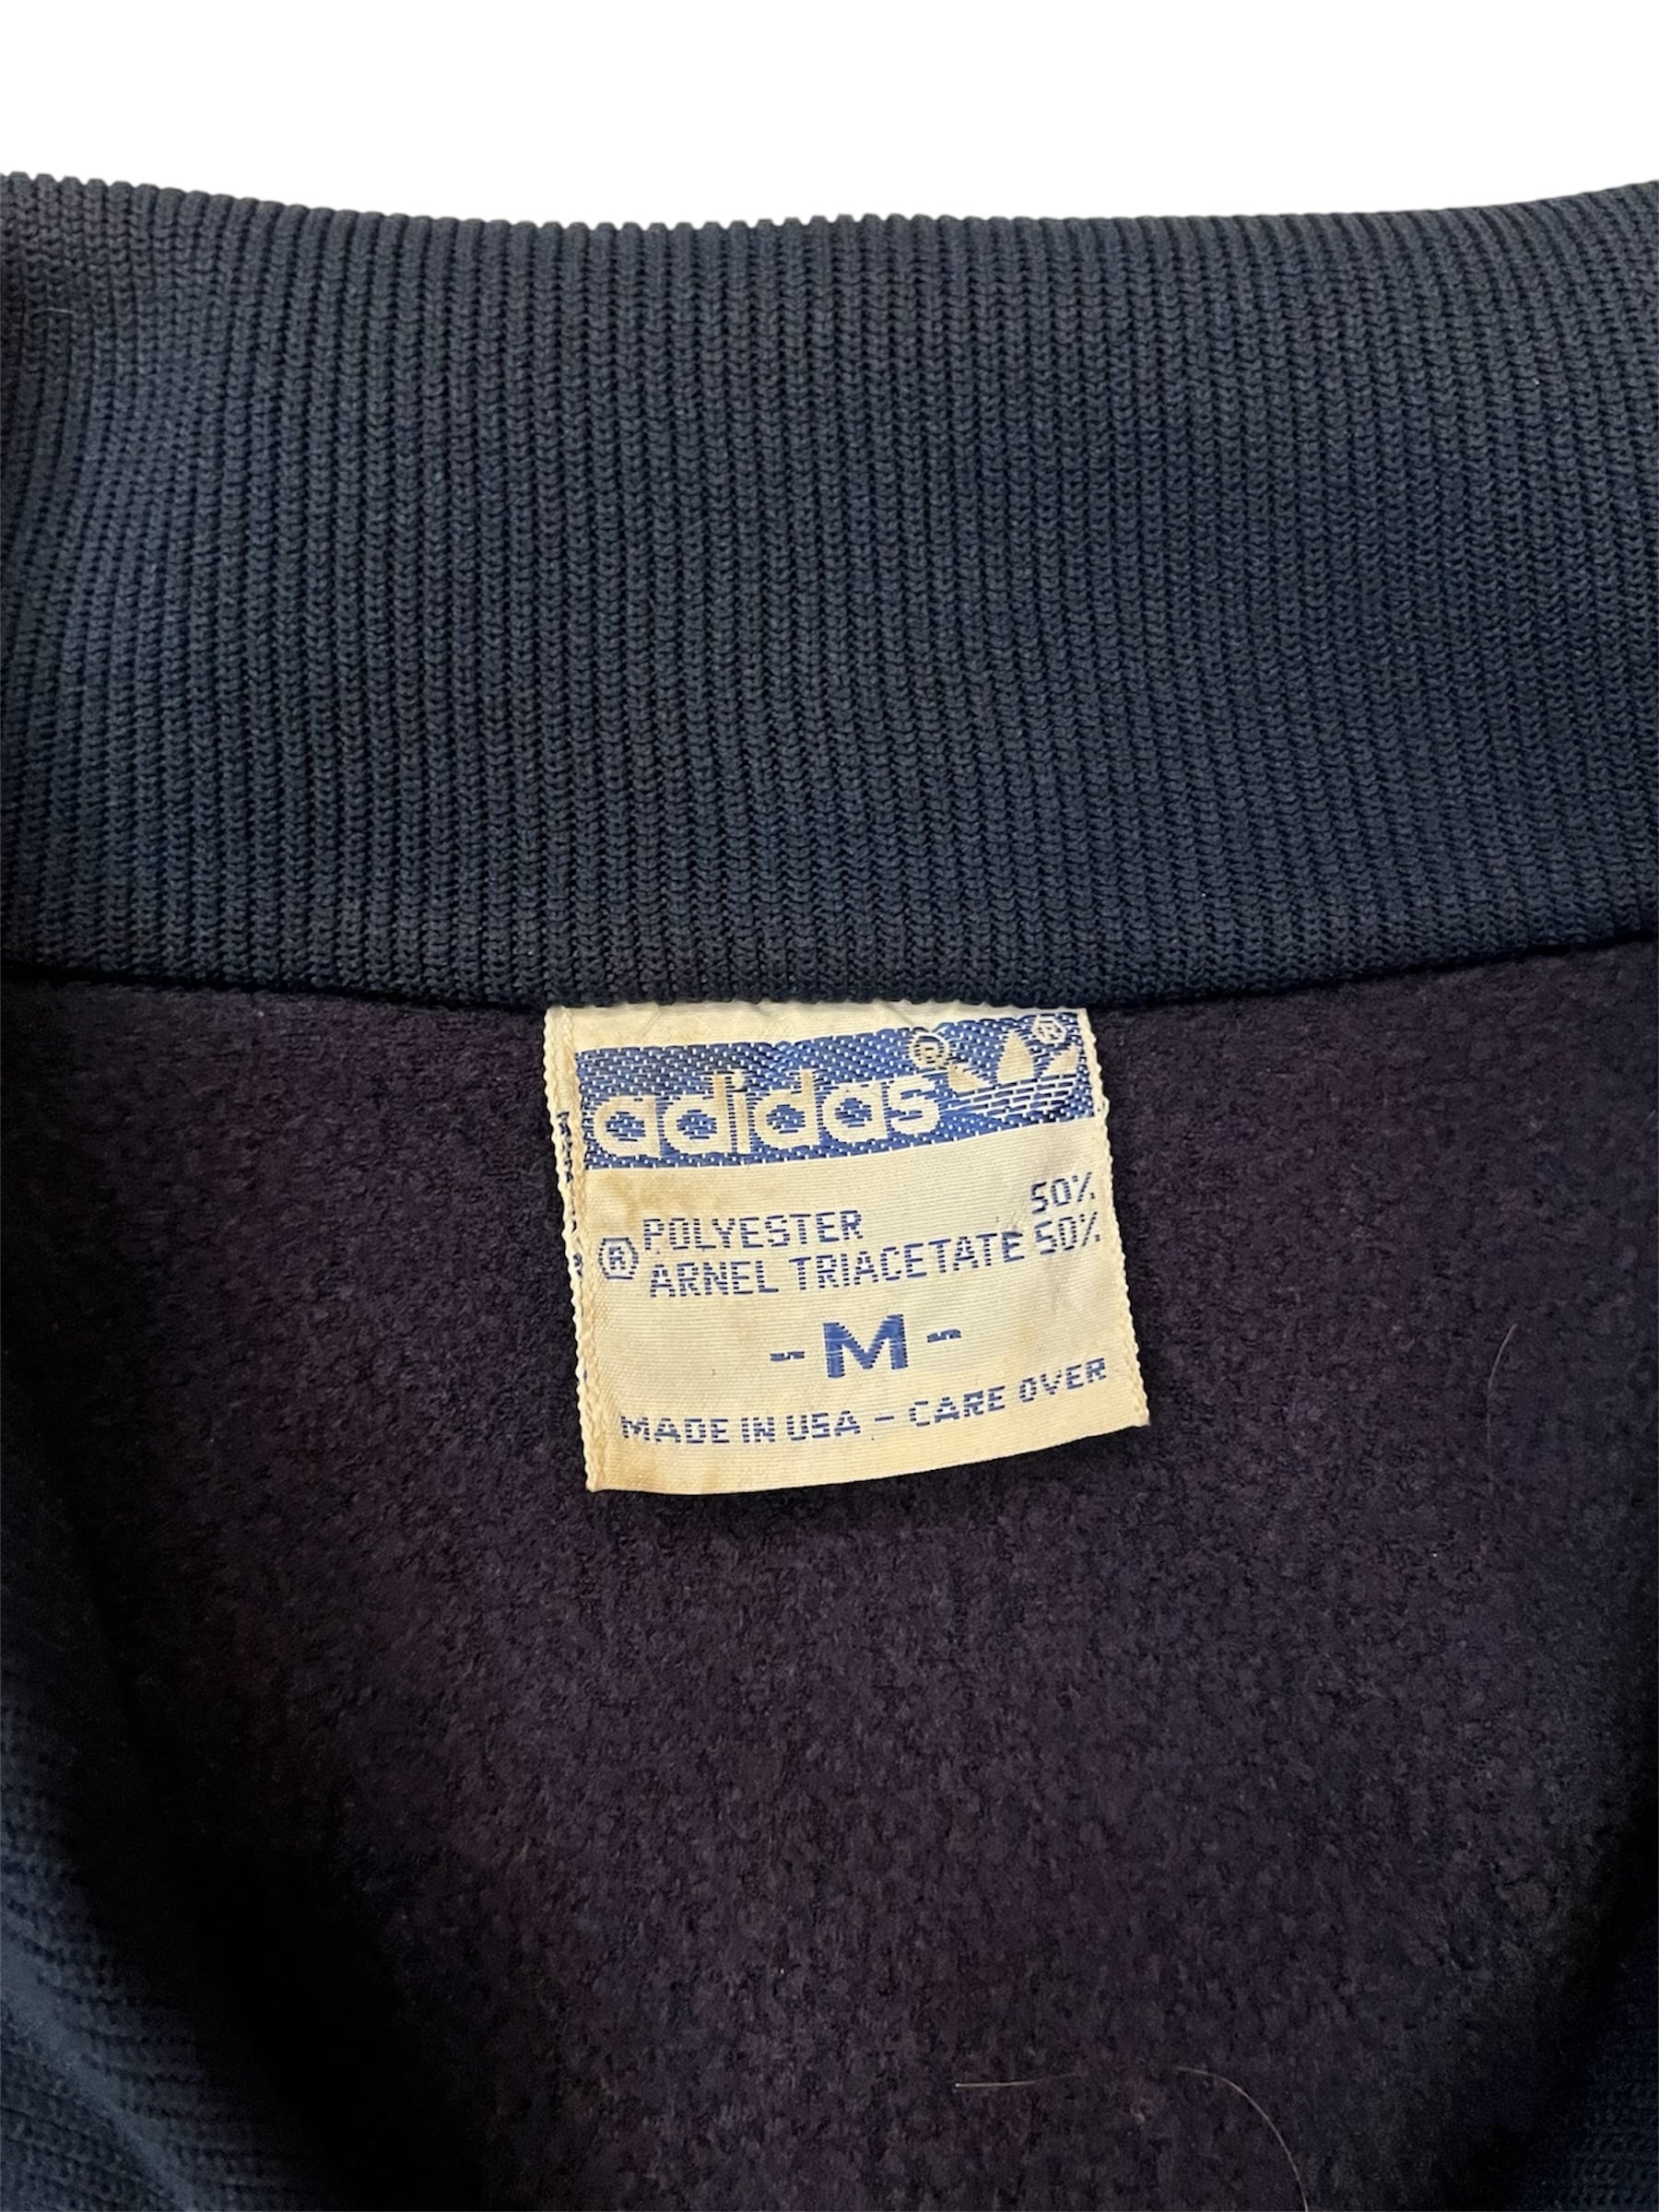 adidas® ®
POLYESTER 50%
® ARNEL TRIACETATE 50%
-M-
MADE IN USA - CARE OVER